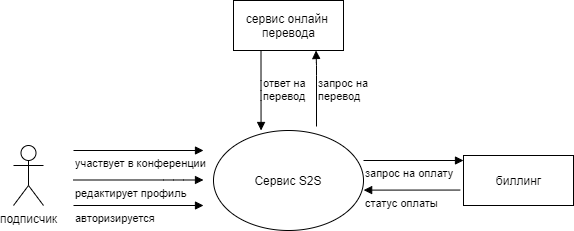 сервис онлайн
перевода
ответ на
перевод
запрос на
перевод
участвует в конференции
редактирует профиль
авторизируется
подписчик
Сервис S2S
запрос на оплату
статус оплаты
биллинг